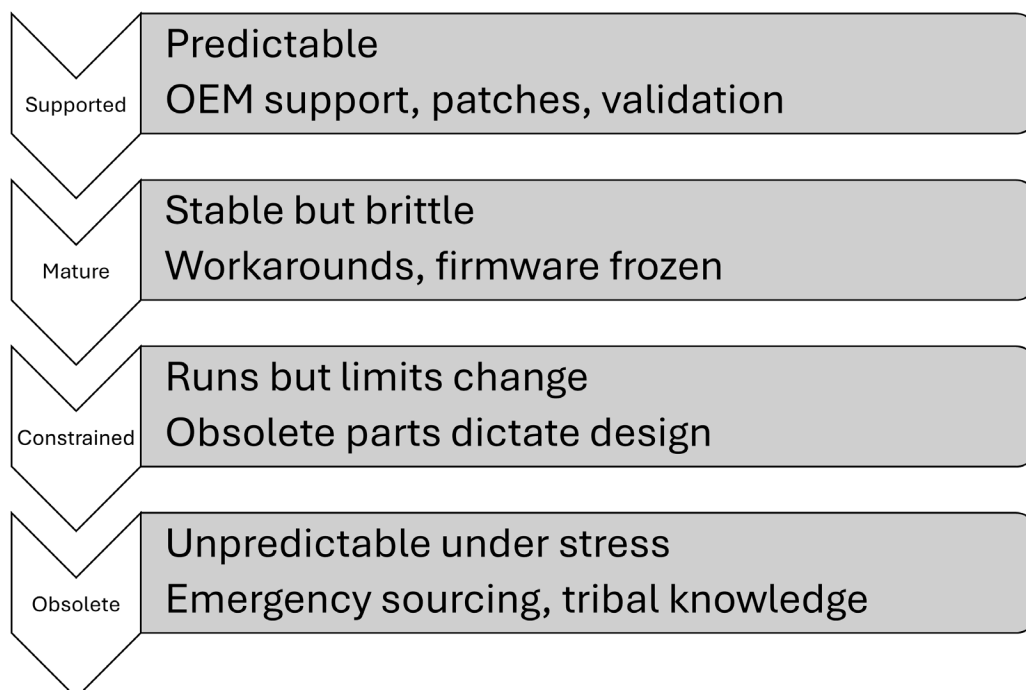 Supported
Predictable
OEM support, patches, validation
Mature
Stable but brittle
Workarounds, firmware frozen
Constrained
Runs but limits change
Obsolete parts dictate design
Obsolete
Unpredictable under stress
Emergency sourcing, tribal knowledge